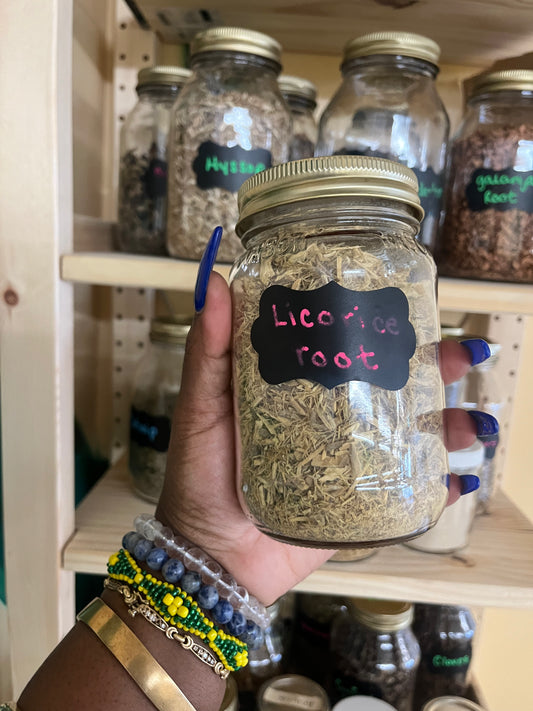 Hyssop
galangal
Root
Licorice
root
Cloves